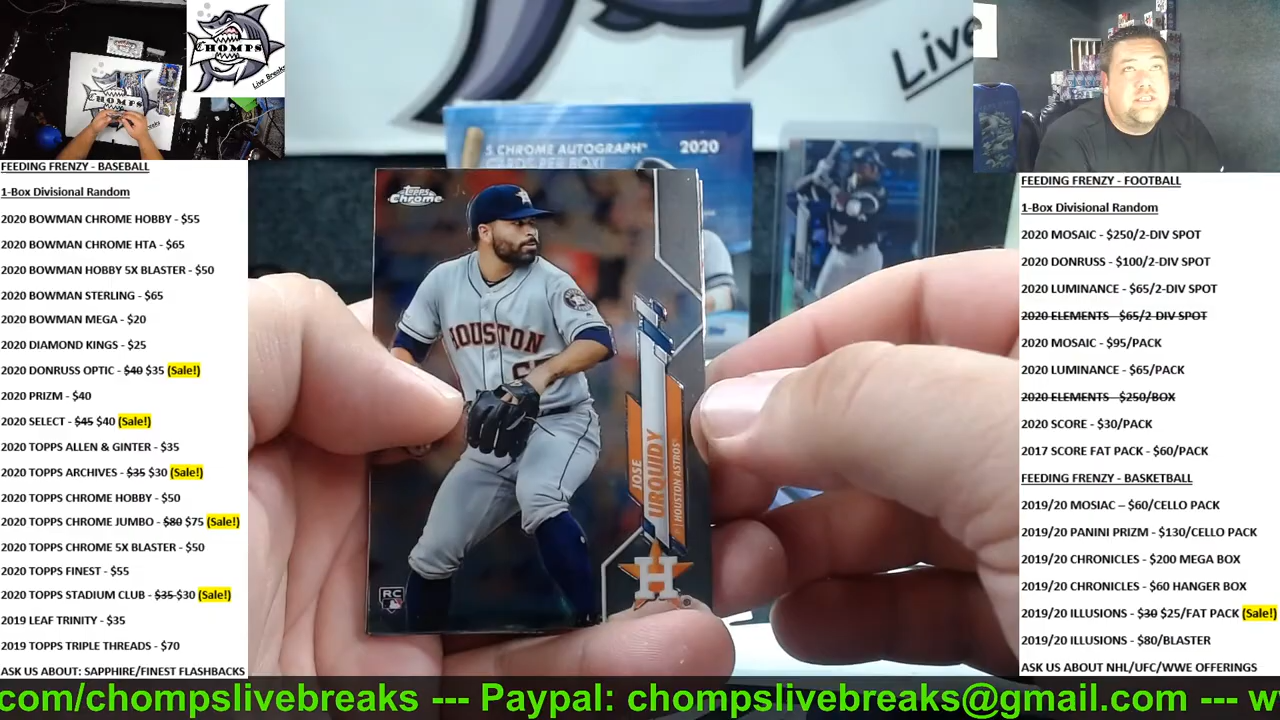 CHOMPS
CHOMPS
Live Breaks
Live
FEEDING FRENZY - BASEBALL
1-Box Divisional Random
2020 BOWMAN CHROME HOBBY - $55
2020 BOWMAN CHROME HTA - $65
2020 BOWMAN HOBBY 5X BLASTER - $50
2020 BOWMAN STERLING - $65
2020 BOWMAN MEGA - $20
2020 DIAMOND KINGS - $25
2020 DONRUSS OPTIC - $40 $35 (Sale!)
2020 PRIZM - $40
2020 SELECT - $45 $40 (Sale!)
2020 TOPPS ALLEN & GINTER - $35
2020 TOPPS ARCHIVES - $35 $30 (Sale!)
2020 TOPPS CHROME HOBBY - $50
2020 TOPPS CHROME JUMBO - $80 $75 (Sale!)
2020 TOPPS CHROME 5X BLASTER - $50
2020 TOPPS FINEST - $55
2020 TOPPS STADIUM CLUB - $35 $30 (Sale!)
2019 LEAF TRINITY - $35
2019 TOPPS TRIPLE THREADS - $70
ASK US ABOUT: SAPPHIRE/FINEST FLASHBACKS
5 CHROME AUTOGRAPH
CARDS PER BOX!
2020
Topps Chrome
HOUSTON
JOSE
URQUIDY
HOUSTON ASTROS
H
RC
FEEDING FRENZY - FOOTBALL
1-Box Divisional Random
2020 MOSAIC - $250/2-DIV SPOT
2020 DONRUSS - $100/2-DIV SPOT
2020 LUMINANCE - $65/2-DIV SPOT
2020 ELEMENTS - $65/2 DIV SPOT
2020 MOSAIC - $95/PACK
2020 LUMINANCE - $65/PACK
2020 ELEMENTS - $250/BOX
2020 SCORE - $30/PACK
2017 SCORE FAT PACK - $60/PACK
FEEDING FRENZY - BASKETBALL
2019/20 MOSIAC – $60/CELLO PACK
2019/20 PANINI PRIZM - $130/CELLO PACK
2019/20 CHRONICLES - $200 MEGA BOX
2019/20 CHRONICLES - $60 HANGER BOX
2019/20 ILLUSIONS - $30 $25/FAT PACK (Sale!)
2019/20 ILLUSIONS - $80/BLASTER
ASK US ABOUT NHL/UFC/WWE OFFERINGS
com/chompslivebreaks --- Paypal: chompslivebreaks@gmail.com --- w